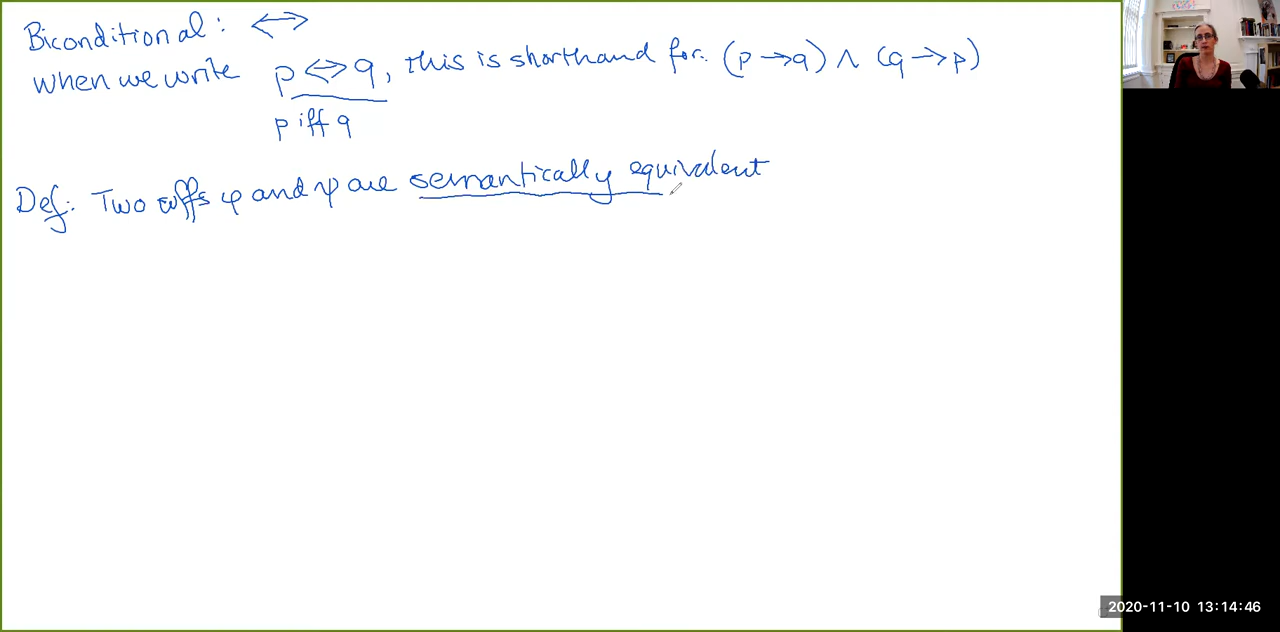 Biconditional: ↔
when we write p ↔ q, this is shorthand for: (p → q) ∧ (q → p)
p iff q
Def: Two wffs φ and ψ are semantically equivalent
2020-11-10 13:14:46